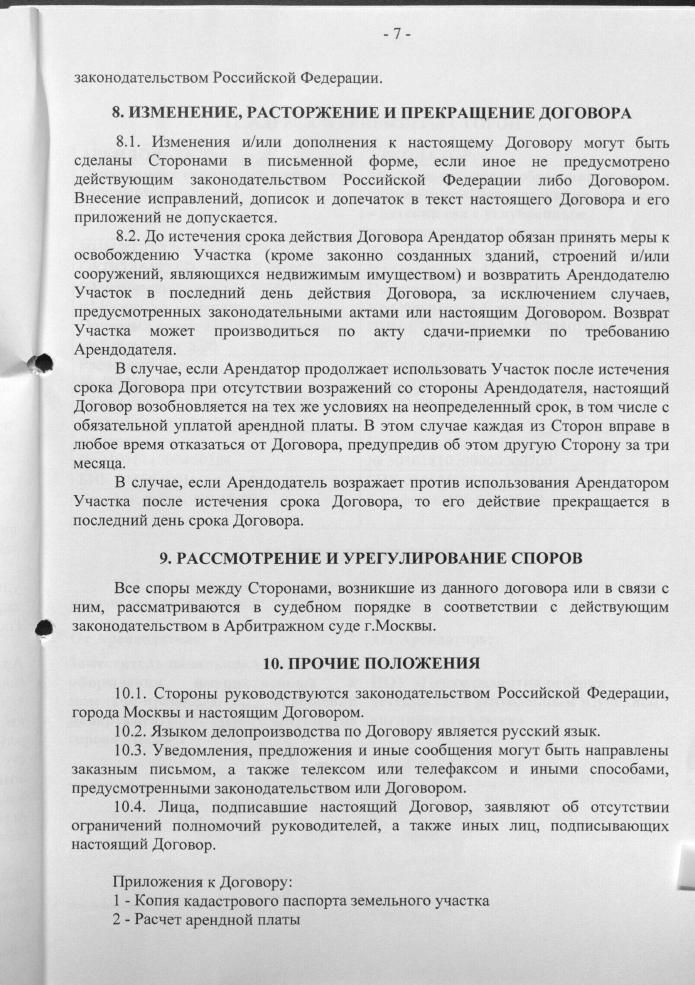 - 7 -
законодательством Российской Федерации.
8. ИЗМЕНЕНИЕ, РАСТОРЖЕНИЕ И ПРЕКРАЩЕНИЕ ДОГОВОРА
8.1. Изменения и/или дополнения к настоящему Договору могут быть
сделаны Сторонами в письменной форме, если иное не предусмотрено
действующим законодательством Российской Федерации либо Договором.
Внесение исправлений, дописок и допечаток в текст настоящего Договора и его
приложений не допускается.
8.2. До истечения срока действия Договора Арендатор обязан принять меры к
освобождению Участка (кроме законно созданных зданий, строений и/или
сооружений, являющихся недвижимым имуществом) и возвратить Арендодателю
Участок в последний день действия Договора, за исключением случаев,
предусмотренных законодательными актами или настоящим Договором. Возврат
Участка может производиться по акту сдачи-приемки по требованию
Арендодателя.
В случае, если Арендатор продолжает использовать Участок после истечения
срока Договора при отсутствии возражений со стороны Арендодателя, настоящий
Договор возобновляется на тех же условиях на неопределенный срок, в том числе с
обязательной уплатой арендной платы. В этом случае каждая из Сторон вправе в
любое время отказаться от Договора, предупредив об этом другую Сторону за три
месяца.
В случае, если Арендодатель возражает против использования Арендатором
Участка после истечения срока Договора, то его действие прекращается в
последний день срока Договора.
9. РАССМОТРЕНИЕ И УРЕГУЛИРОВАНИЕ СПОРОВ
Все споры между Сторонами, возникшие из данного договора или в связи с
ним, рассматриваются в судебном порядке в соответствии с действующим
законодательством в Арбитражном суде г.Москвы.
10. ПРОЧИЕ ПОЛОЖЕНИЯ
10.1. Стороны руководствуются законодательством Российской Федерации,
города Москвы и настоящим Договором.
10.2. Языком делопроизводства по Договору является русский язык.
10.3. Уведомления, предложения и иные сообщения могут быть направлены
заказным письмом, а также телексом или телефаксом и иными способами,
предусмотренными законодательством или Договором.
10.4. Лица, подписавшие настоящий Договор, заявляют об отсутствии
ограничений полномочий руководителей, а также иных лиц, подписывающих
настоящий Договор.
Приложения к Договору:
1 - Копия кадастрового паспорта земельного участка
2 - Расчет арендной платы